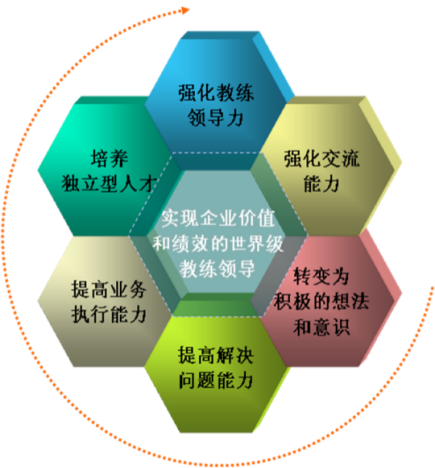 强化教练
领导力
强化交流
能力
转变为
积极的想法
和意识
提高解决
问题能力
提高业务
执行能力
培养
独立型人才
实现企业价值
和绩效的世界级
教练领导